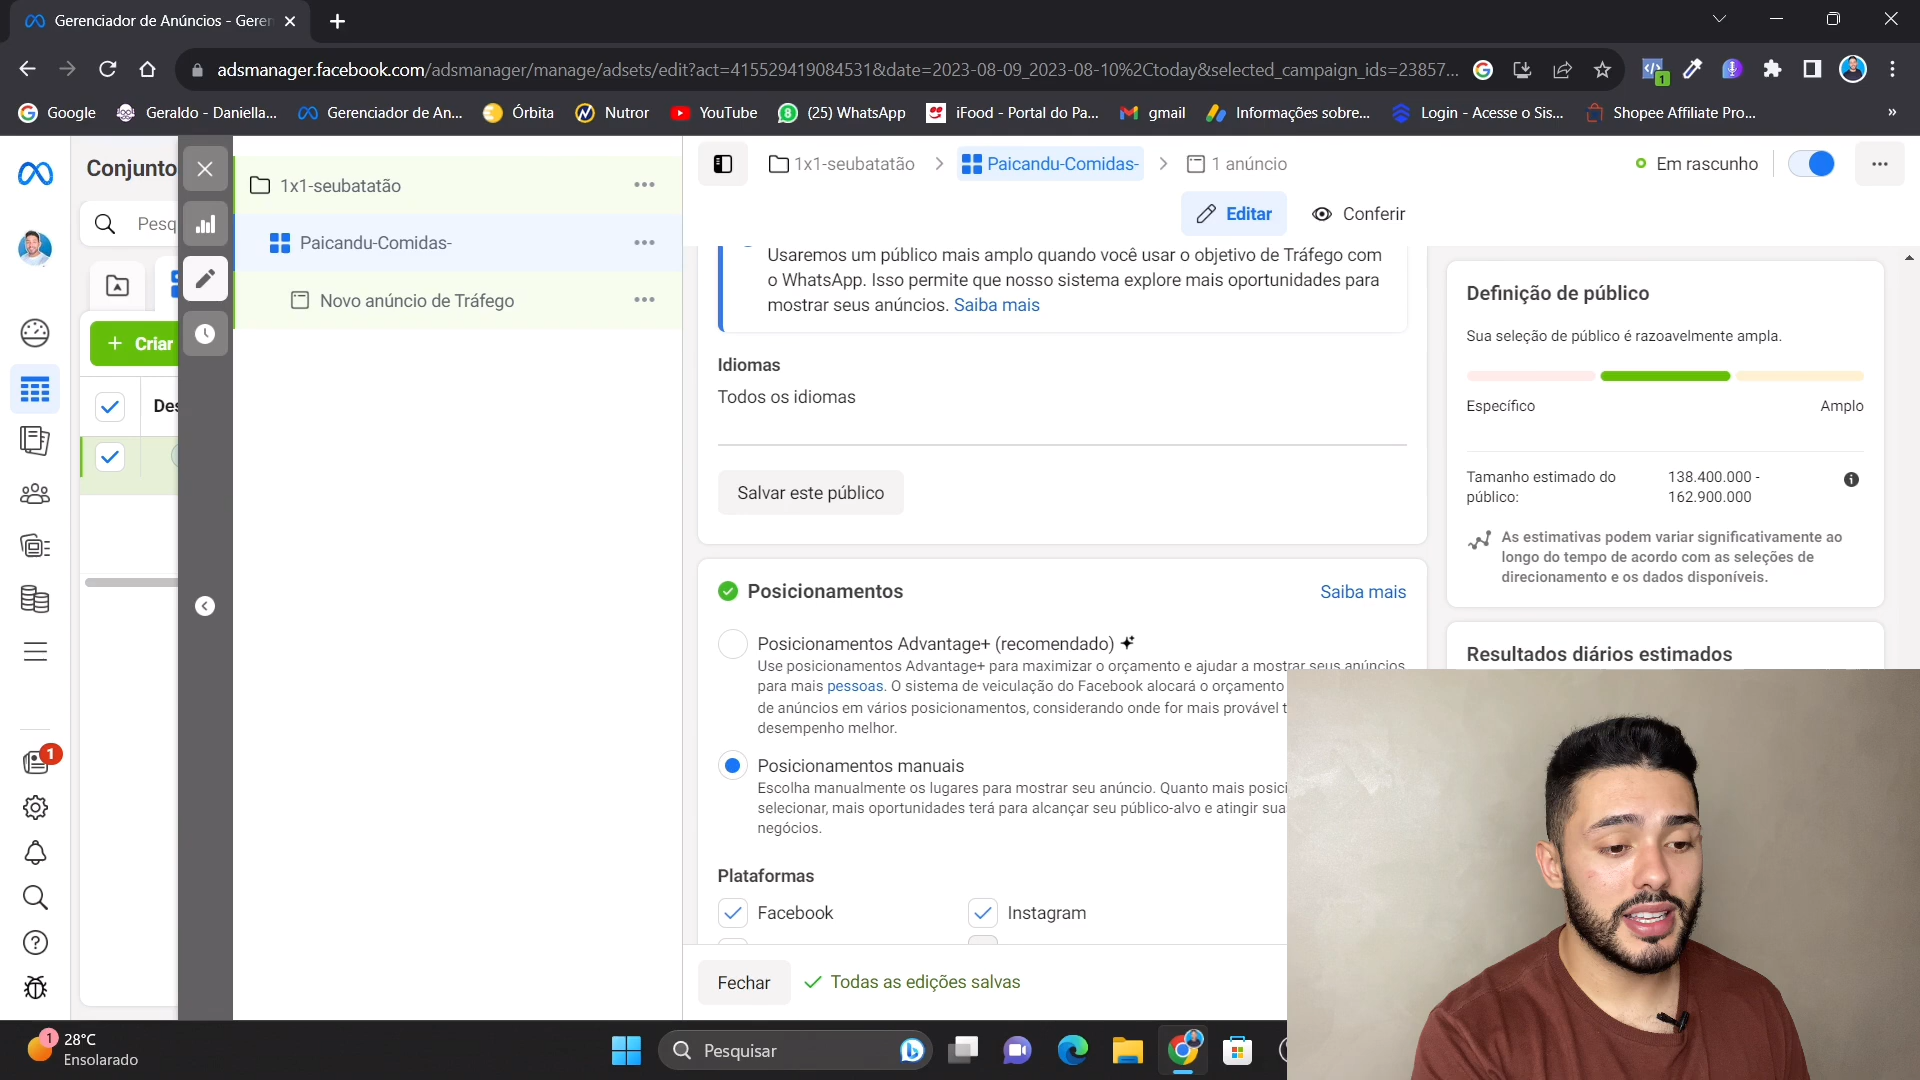 Gerenciador de Anúncios - Geren
adsmanager.facebook.com/adsmanager/manage/adsets/edit?act=415529419084531&date=2023-08-09_2023-08-10%2Ctoday&selected_campaign_ids=23857...
1
Google
Geraldo - Daniella...
Gerenciador de An...
Órbita
Nutror
YouTube
8
(25) WhatsApp
iFood - Portal do Pa...
gmail
Informações sobre...
Login - Acesse o Sis...
Shopee Affiliate Pro...
»
Conjunto
Pesq
Criar
Des
1
1x1-seubatatão
Paicandu-Comidas-
Novo anúncio de Tráfego
1x1-seubatatão
Paicandu-Comidas-
1 anúncio
Em rascunho
Editar
Conferir
Usaremos um público mais amplo quando você usar o objetivo de Tráfego com
o WhatsApp. Isso permite que nosso sistema explore mais oportunidades para
mostrar seus anúncios. Saiba mais
Idiomas
Todos os idiomas
Salvar este público
Posicionamentos
Saiba mais
Posicionamentos Advantage+ (recomendado)
Use posicionamentos Advantage+ para maximizar o orçamento e ajudar a mostrar seus anúncios
para mais pessoas. O sistema de veiculação do Facebook alocará o orçamento
de anúncios em vários posicionamentos, considerando onde for mais provável t
desempenho melhor.
Posicionamentos manuais
Escolha manualmente os lugares para mostrar seu anúncio. Quanto mais posici
selecionar, mais oportunidades terá para alcançar seu público-alvo e atingir sua
negócios.
Plataformas
Facebook
Instagram
Fechar
Todas as edições salvas
Definição de público
Sua seleção de público é razoavelmente ampla.
Específico
Amplo
Tamanho estimado do
público:
138.400.000 -
162.900.000
As estimativas podem variar significativamente ao
longo do tempo de acordo com as seleções de
direcionamento e os dados disponíveis.
Resultados diários estimados
1
28°C
Ensolarado
Pesquisar